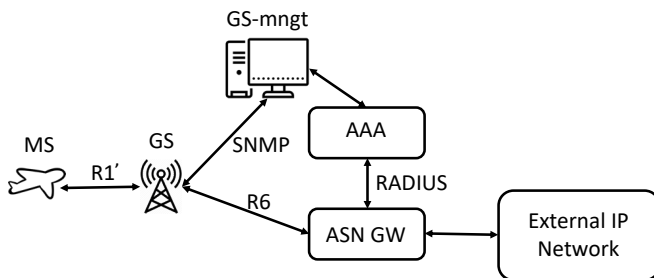 GS-mngt
AAA
MS
GS
SNMP
R1’
RADIUS
R6
ASN GW
External IP
Network